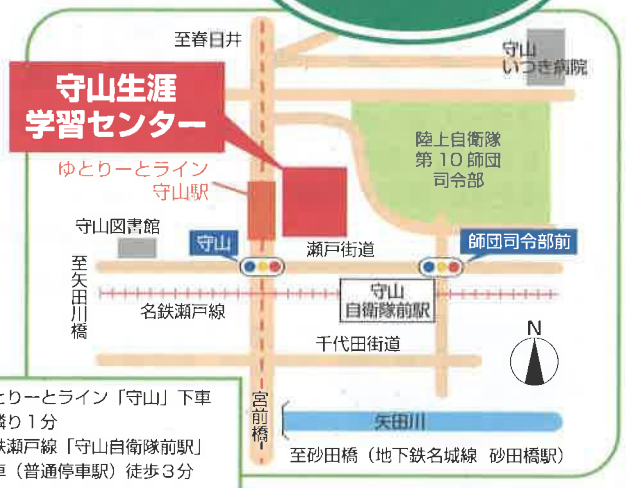 至春日井
守山
いつき病院
守山生涯
学習センター
陸上自衛隊
第10師団
司令部
ゆとりーとライン
守山駅
守山図書館
守山
瀬戸街道
師団司令部前
至矢田川橋
守山
自衛隊前駅
名鉄瀬戸線
千代田街道
N
とりーとライン「守山」下車
隣り1分
鉄瀬戸線「守山自衛隊前駅」
車（普通停車駅）徒歩3分
宮前橋
矢田川
至砂田橋（地下鉄名城線 砂田橋駅）